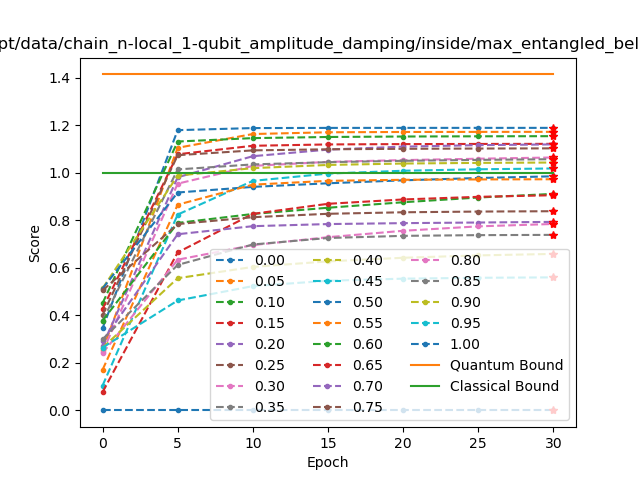 pt/data/chain_n-local_1-qubit_amplitude_damping/inside/max_entangled_bel
Score
1.4
1.2
1.0
0.8
0.6
0.4
0.2
0.0
0.00 0.40 0.80
0.05 0.45 0.85
0.10 0.50 0.90
0.15 0.55 0.95
0.20 0.60 1.00
0.25 0.65 Quantum Bound
0.30 0.70 Classical Bound
0.35 0.75
0 5 10 15 20 25 30
Epoch